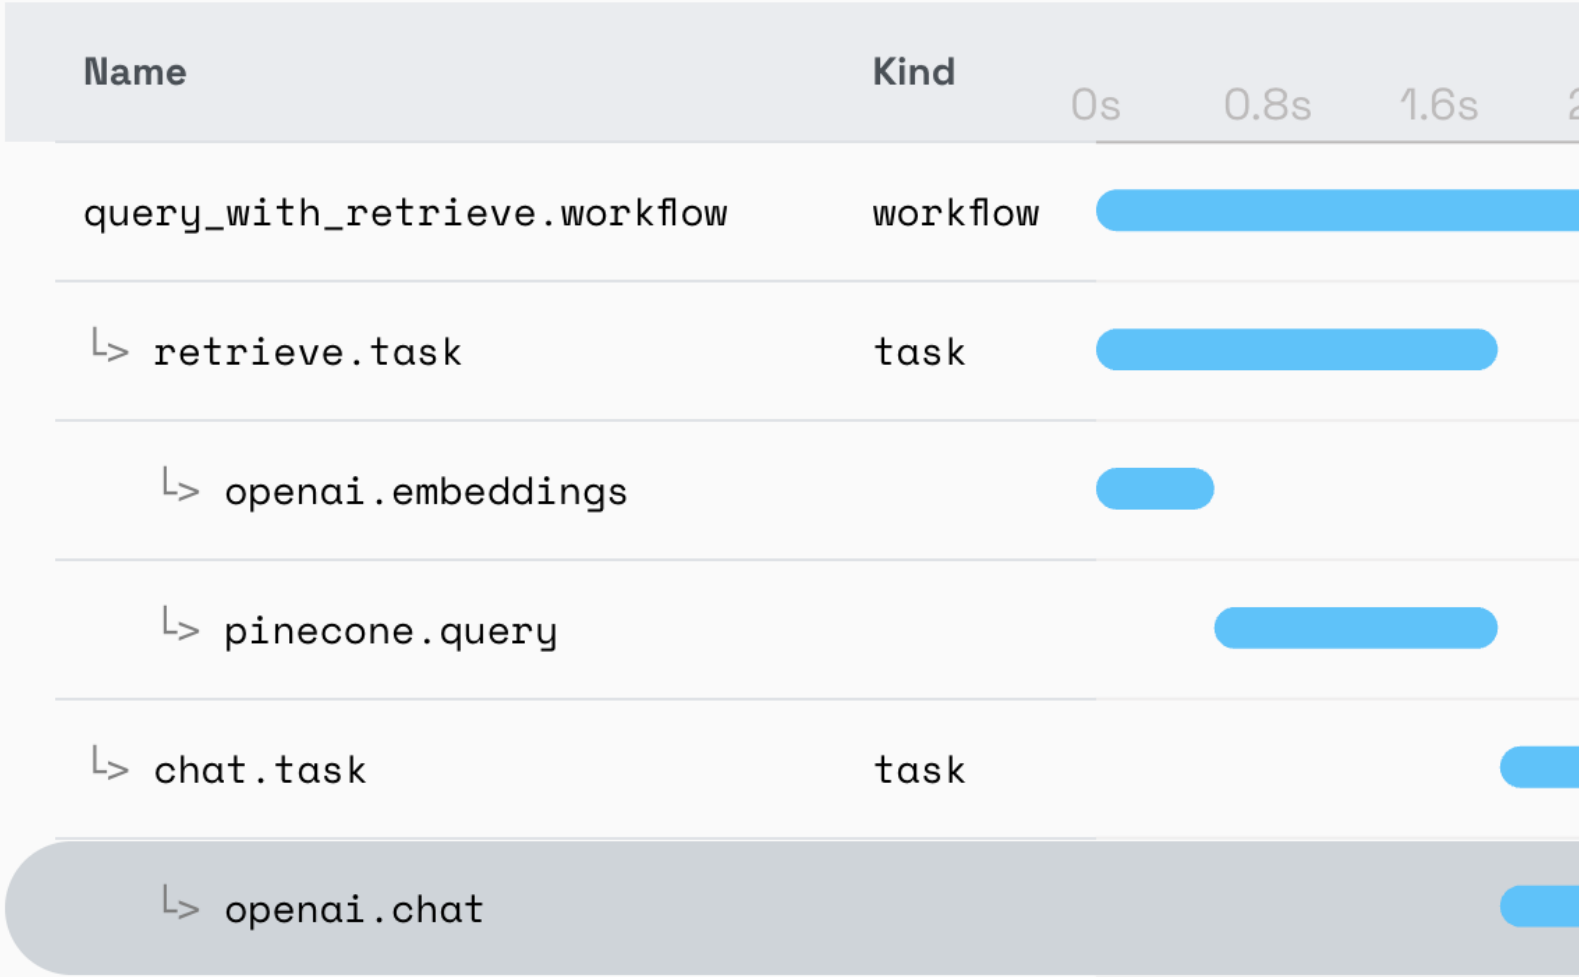 Name Kind
0s 0.8s 1.6s
query_with_retrieve.workflow workflow
retrieve.task task
openai.embeddings
pinecone.query
chat.task task
openai.chat